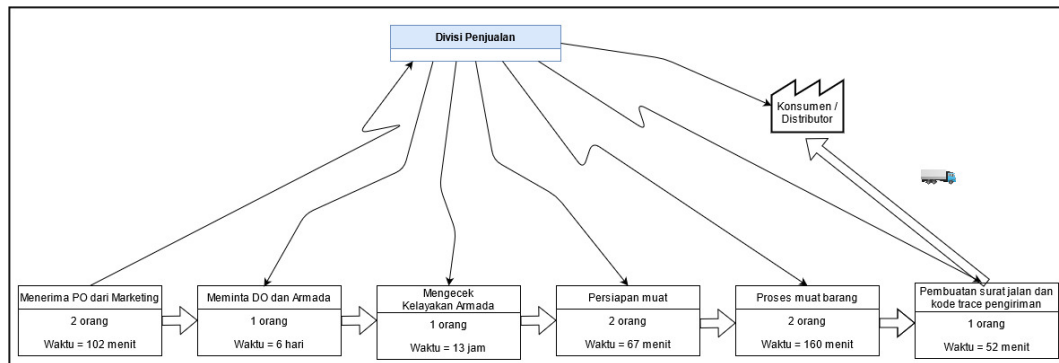 Divisi Penjualan
Konsumen /
Distributor
Menerima PO dari Marketing
2 orang
Waktu = 102 menit
Meminta DO dan Armada
1 orang
Waktu = 6 hari
Mengecek
Kelayakan Armada
1 orang
Waktu = 13 jam
Persiapan muat
2 orang
Waktu = 67 menit
Proses muat barang
2 orang
Waktu = 160 menit
Pembuatan surat jalan dan
kode trace pengiriman
1 orang
Waktu = 52 menit